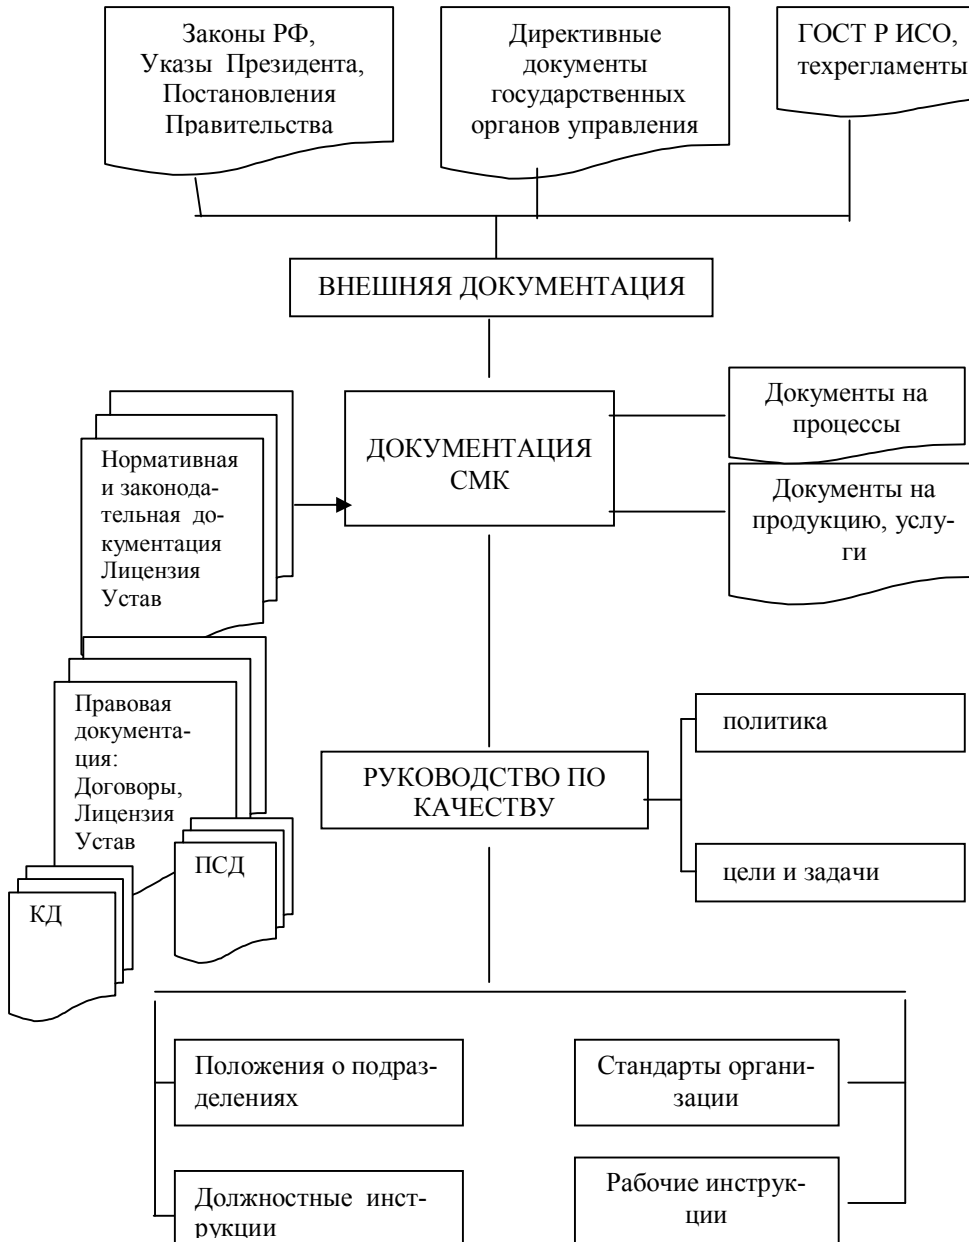 Законы РФ,
Указы Президента,
Постановления
Правительства
Директивные
документы
государственных
органов управления
ГОСТ Р ИСО,
техрегламенты
ВНЕШНЯЯ ДОКУМЕНТАЦИЯ
Нормативная
и законода-
тельная до-
кументация
Лицензия
Устав
ДОКУМЕНТАЦИЯ
СМК
Документы на
процессы
Документы на
продукцию, услу-
ги
Правовая
документа-
ция:
Договоры,
Лицензия
Устав
КД
ПСД
РУКОВОДСТВО ПО
КАЧЕСТВУ
политика
цели и задачи
Положения о подраз-
делениях
Стандарты органи-
зации
Должностные инст-
рукции
Рабочие инструк-
ции